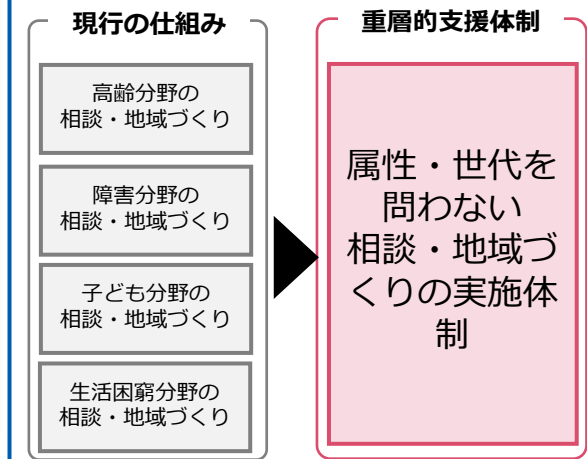 現行の仕組み
高齢分野の
相談・地域づくり
障害分野の
相談・地域づくり
子ども分野の
相談・地域づくり
生活困窮分野の
相談・地域づくり
重層的支援体制
属性・世代を
問わない
相談・地域づ
くりの実施体
制